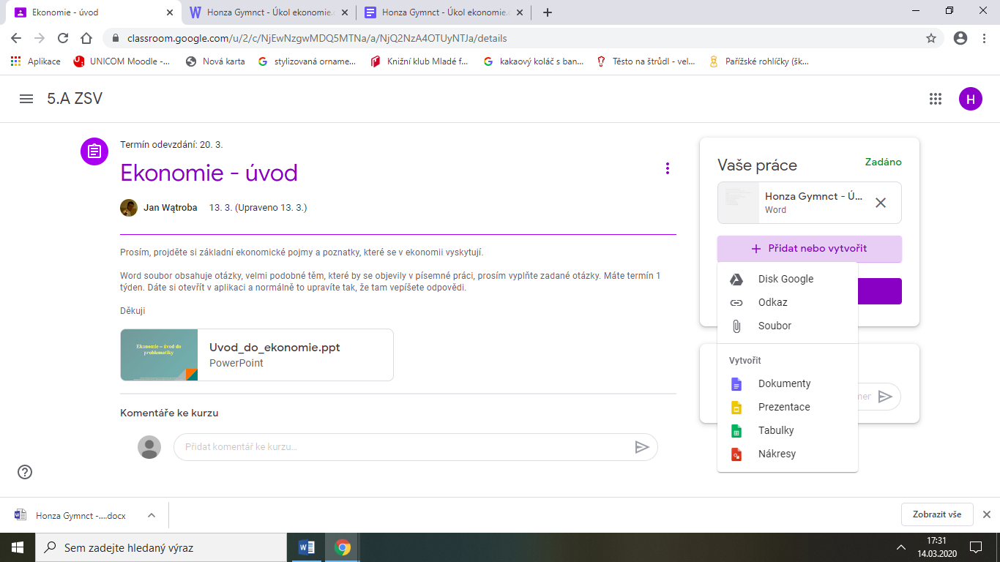 Ekonomie - úvod
Honza Gymnct - Úkol ekonomie.
Honza Gymnct - Úkol ekonomie.
classroom.google.com/u/2/c/NjEwNzgwMDQ5MTNa/a/NjQ2NzA4OTUyNTJa/details
Aplikace
UNICOM Moodle -...
Nová karta
stylizovaná orname...
Knižní klub Mladé f...
kakaový koláč s ban...
Těsto na štrůdl - vel...
Pařížské rohlíčky (šk...
5.A ZSV
H
Termín odevzdání: 20. 3.
Ekonomie - úvod
Jan Wątroba 13. 3. (Upraveno 13. 3.)
Prosím, projděte si základní ekonomické pojmy a poznatky, které se v ekonomii vyskytují.
Word soubor obsahuje otázky, velmi podobné těm, které by se objevily v písemné práci, prosím vyplňte zadané otázky. Máte termín 1
týden. Dáte si otevřít v aplikaci a normálně to upravíte tak, že tam vepíšete odpovědi.
Děkuji
Ekonomie – úvod do
problematiky
Uvod_do_ekonomie.ppt
PowerPoint
Komentáře ke kurzu
Přidat komentář ke kurzu...
Vaše práce
Zadáno
Honza Gymnct - Ú...
Word
+ Přidat nebo vytvořit
Disk Google
Odkaz
Soubor
Vytvořit
Dokumenty
Prezentace
Tabulky
Nákresy
mer
Honza Gymnct -....docx
Zobrazit vše
Sem zadejte hledaný výraz
17:31
14.03.2020